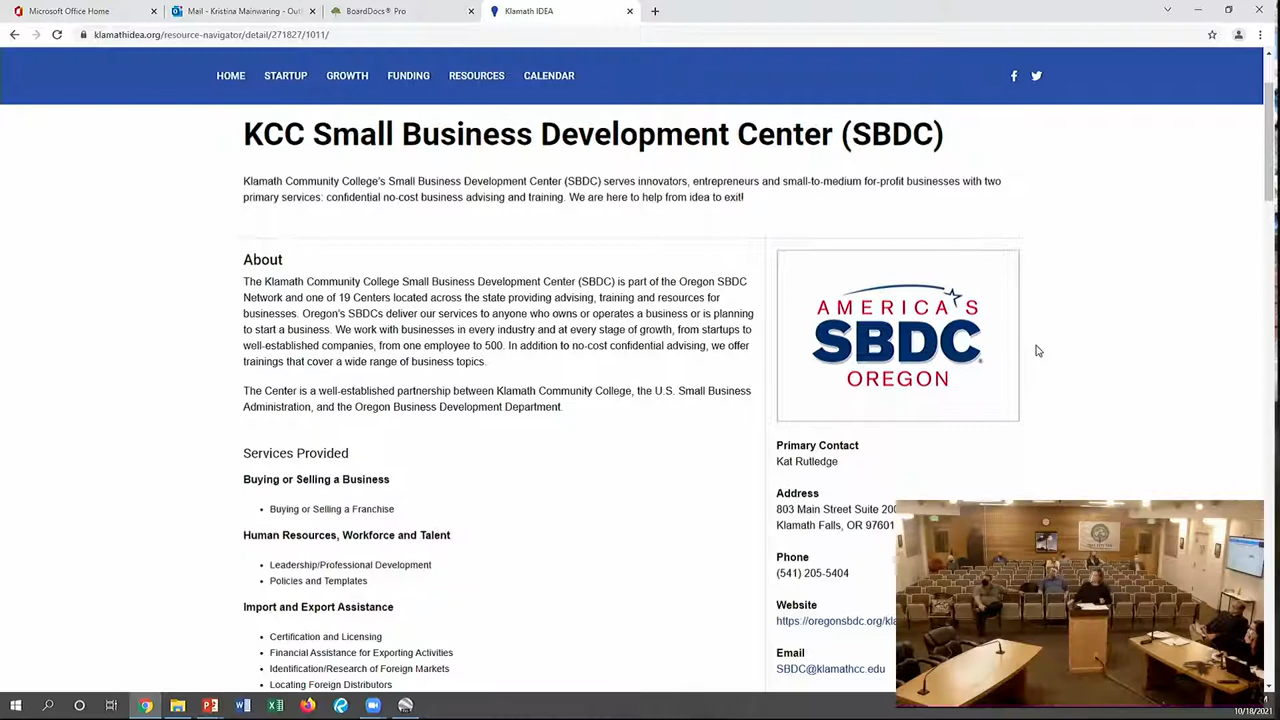 Microsoft Office Home
Mail - Kristina Mainwaring - Out
BoardDocs® Pro
Klamath IDEA
klamathidea.org/resource-navigator/detail/271827/1011/
HOME STARTUP GROWTH FUNDING RESOURCES CALENDAR
KCC Small Business Development Center (SBDC)
Klamath Community College's Small Business Development Center (SBDC) serves innovators, entrepreneurs and small-to-medium for-profit businesses with two
primary services: confidential no-cost business advising and training. We are here to help from idea to exit!
About
The Klamath Community College Small Business Development Center (SBDC) is part of the Oregon SBDC
Network and one of 19 Centers located across the state providing advising, training and resources for
businesses. Oregon's SBDCs deliver our services to anyone who owns or operates a business or is planning
to start a business. We work with businesses in every industry and at every stage of growth, from startups to
well-established companies, from one employee to 500. In addition to no-cost confidential advising, we offer
trainings that cover a wide range of business topics.
The Center is a well-established partnership between Klamath Community College, the U.S. Small Business
Administration, and the Oregon Business Development Department.
Services Provided
Buying or Selling a Business
• Buying or Selling a Franchise
Human Resources, Workforce and Talent
• Leadership/Professional Development
• Policies and Templates
Import and Export Assistance
• Certification and Licensing
• Financial Assistance for Exporting Activities
• Identification/Research of Foreign Markets
• Locating Foreign Distributors
AMERICA'S
SBDC®
OREGON
Primary Contact
Kat Rutledge
Address
803 Main Street Suite 200
Klamath Falls, OR 97601
Phone
(541) 205-5404
Website
https://oregonsbdc.org/kla
Email
SBDC@klamathcc.edu
10/18/2021